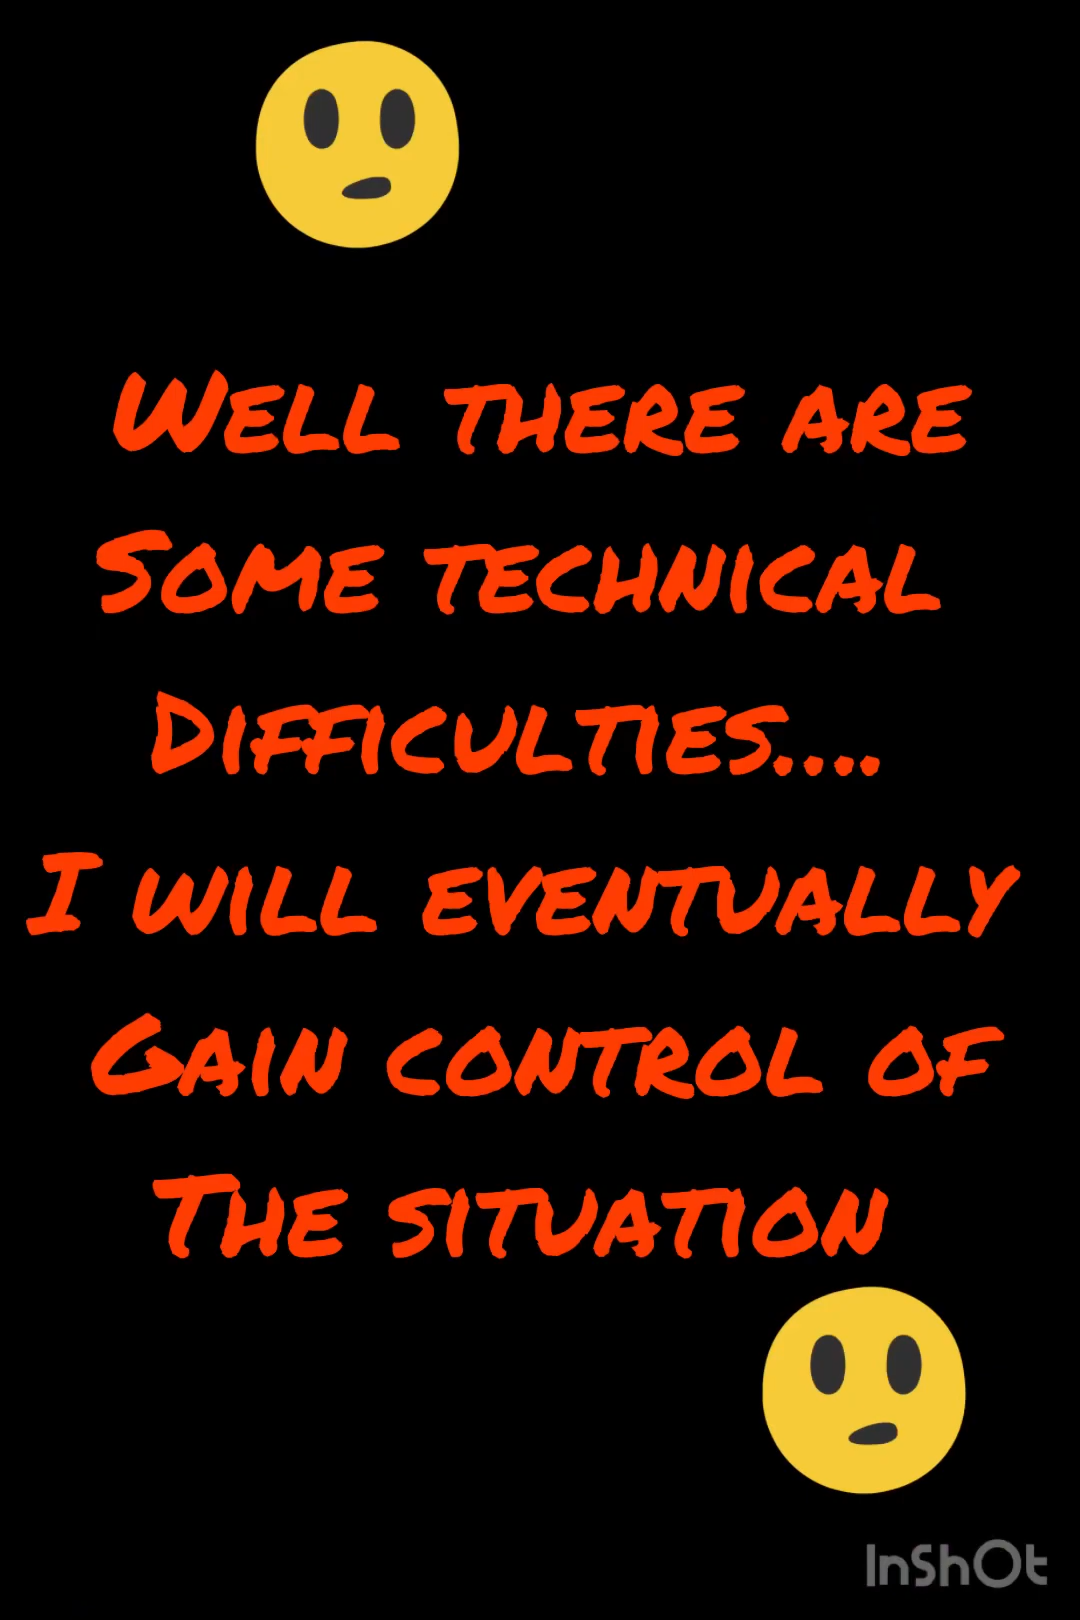 Well there are
Some technical
Difficulties....
I will eventually
Gain control of
The situation
InShOt